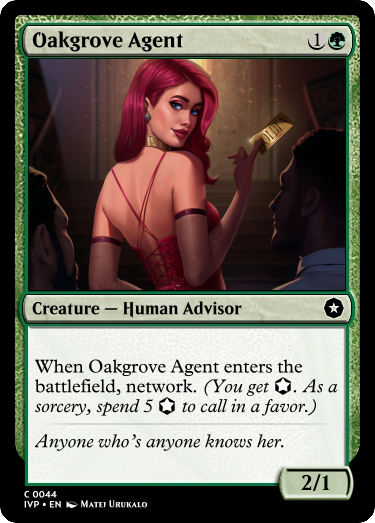 Oakgrove Agent 1
Creature — Human Advisor
When Oakgrove Agent enters the
battlefield, network. (You get . As a
sorcery, spend 5 to call in a favor.)
Anyone who's anyone knows her.
2/1
C 0044
IVP • EN Matej Urukalo